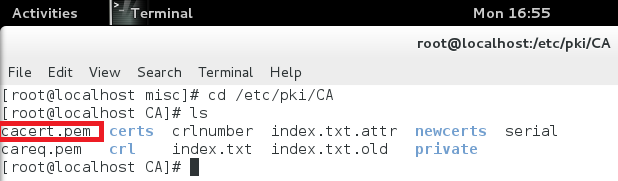 Activities Terminal Mon 16:55
root@localhost:/etc/pki/CA
File Edit View Search Terminal Help
[root@localhost misc]# cd /etc/pki/CA
[root@localhost CA]# ls
cacert.pem certs crlnumber index.txt.attr newcerts serial
careq.pem crl index.txt index.txt.old private
[root@localhost CA]#